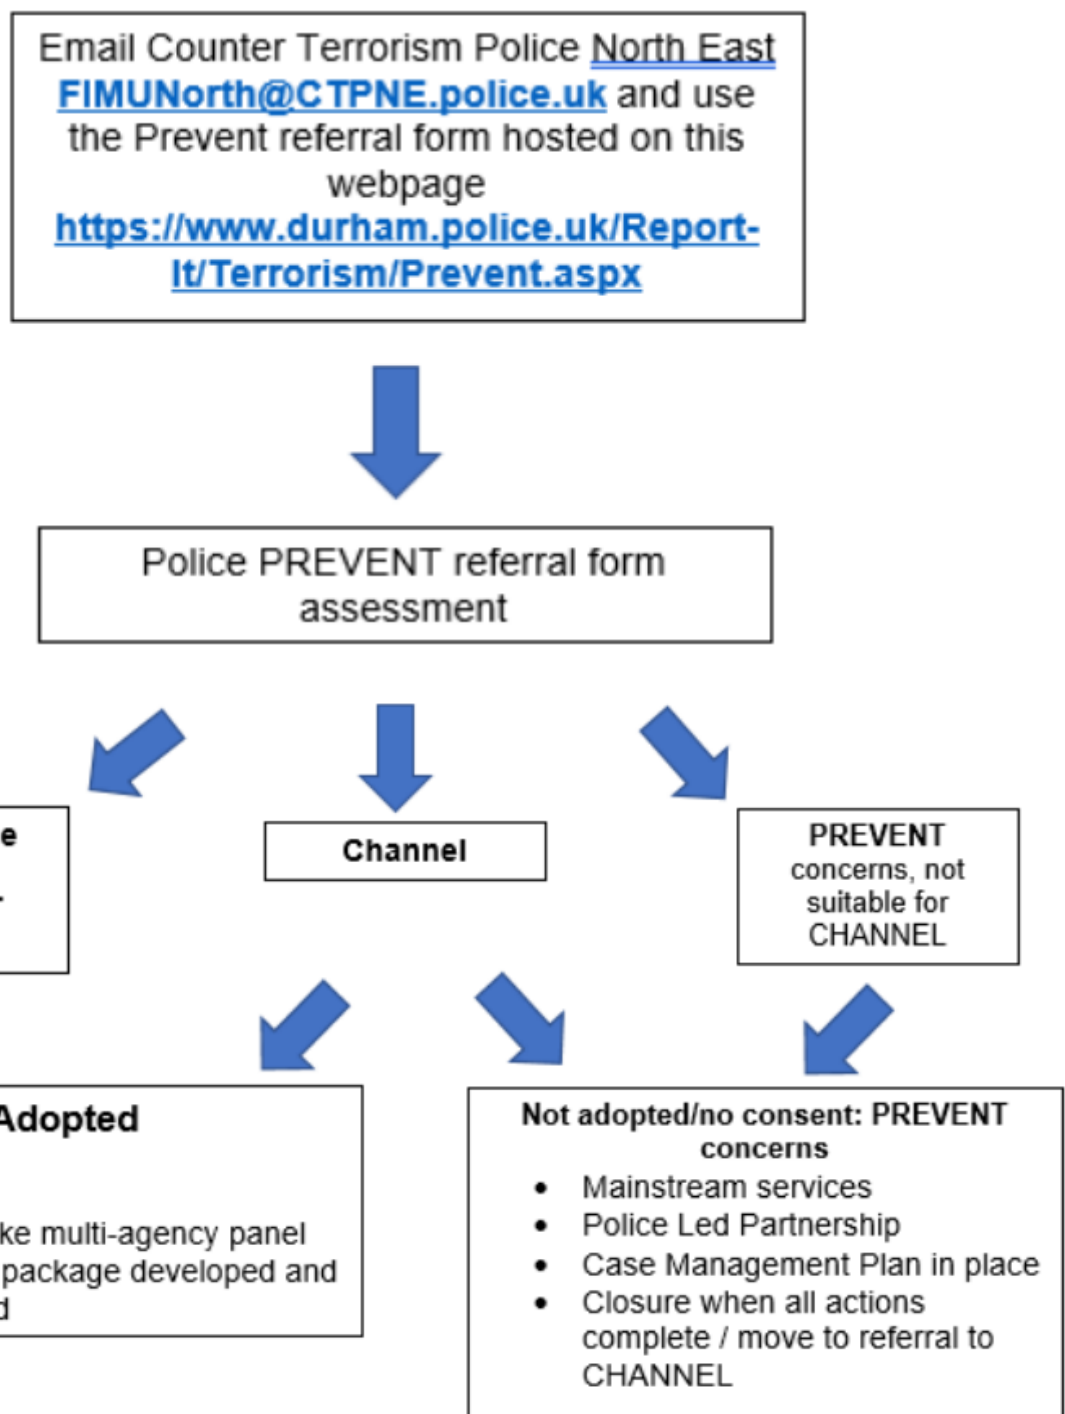 Email Counter Terrorism Police North East
FIMUNorth@CTPNE.police.uk and use
the Prevent referral form hosted on this
webpage
https://www.durham.police.uk/Report-
It/Terrorism/Prevent.aspx
Police PREVENT referral form
assessment
e
Channel
PREVENT
concerns, not
suitable for
CHANNEL
Adopted
ke multi-agency panel
package developed and
d
Not adopted/no consent: PREVENT
concerns
• Mainstream services
• Police Led Partnership
• Case Management Plan in place
• Closure when all actions
complete / move to referral to
CHANNEL